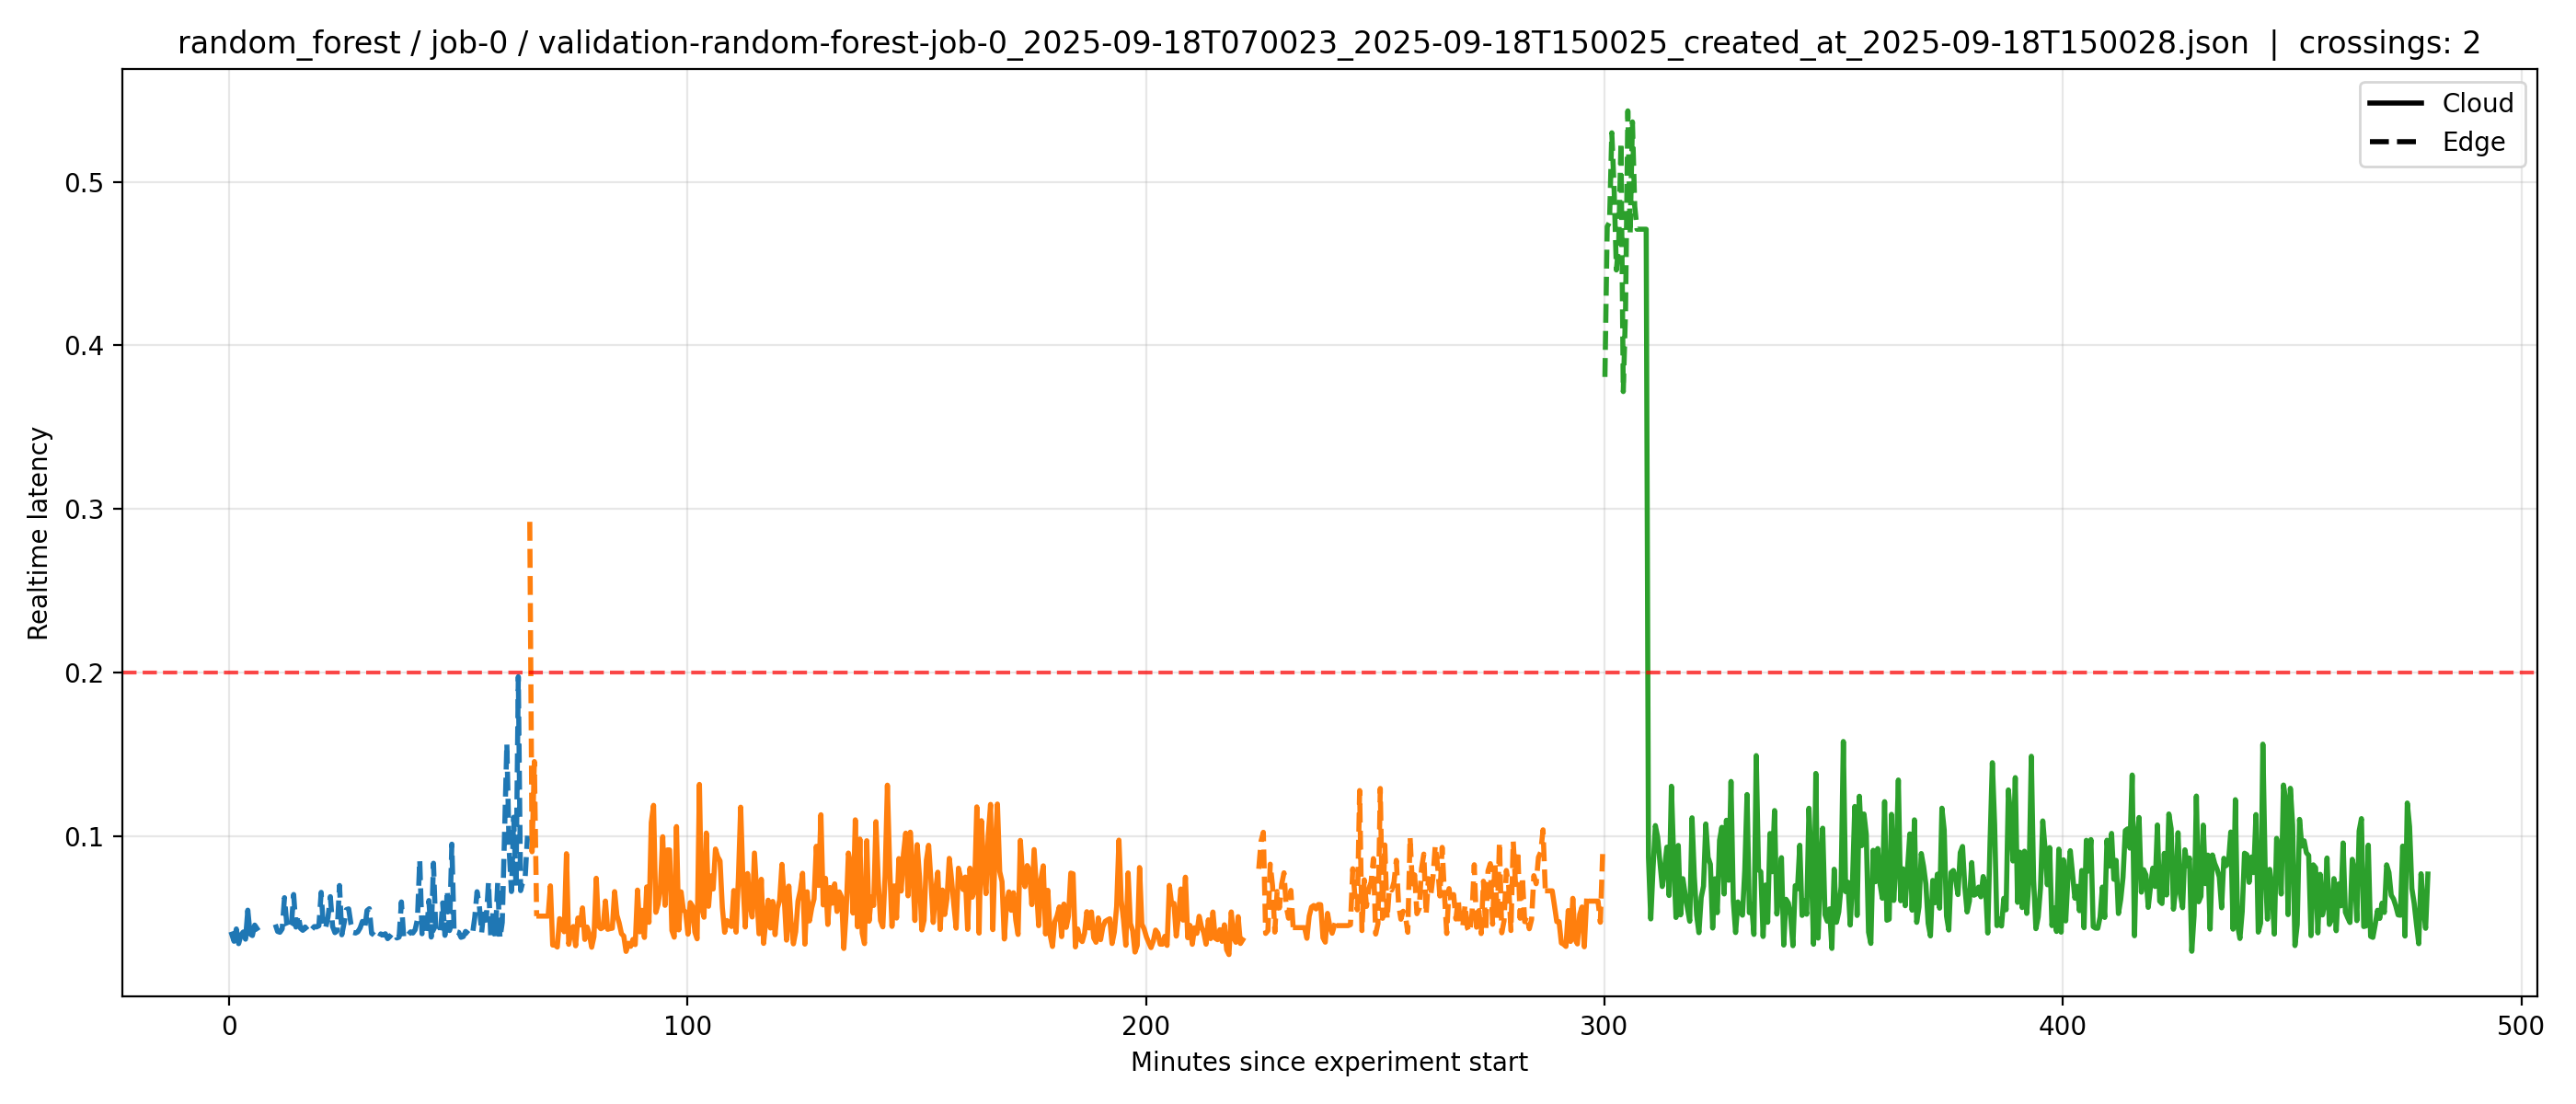 random_forest / job-0 / validation-random-forest-job-0_2025-09-18T070023_2025-09-18T150025_created_at_2025-09-18T150028.json | crossings: 2
Cloud
Edge
Realtime latency
0.5
0.4
0.3
0.2
0.1
0 100 200 300 400 500
Minutes since experiment start